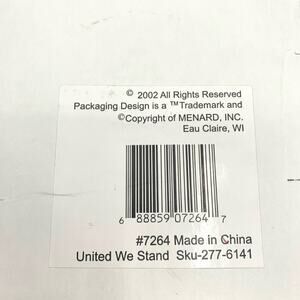 © 2002 All Rights Reserved
Packaging Design is a ™Trademark and
©Copyright of MENARD, INC.
Eau Claire, WI
6 88859 07264 7
#7264 Made in China
United We Stand Sku-277-6141